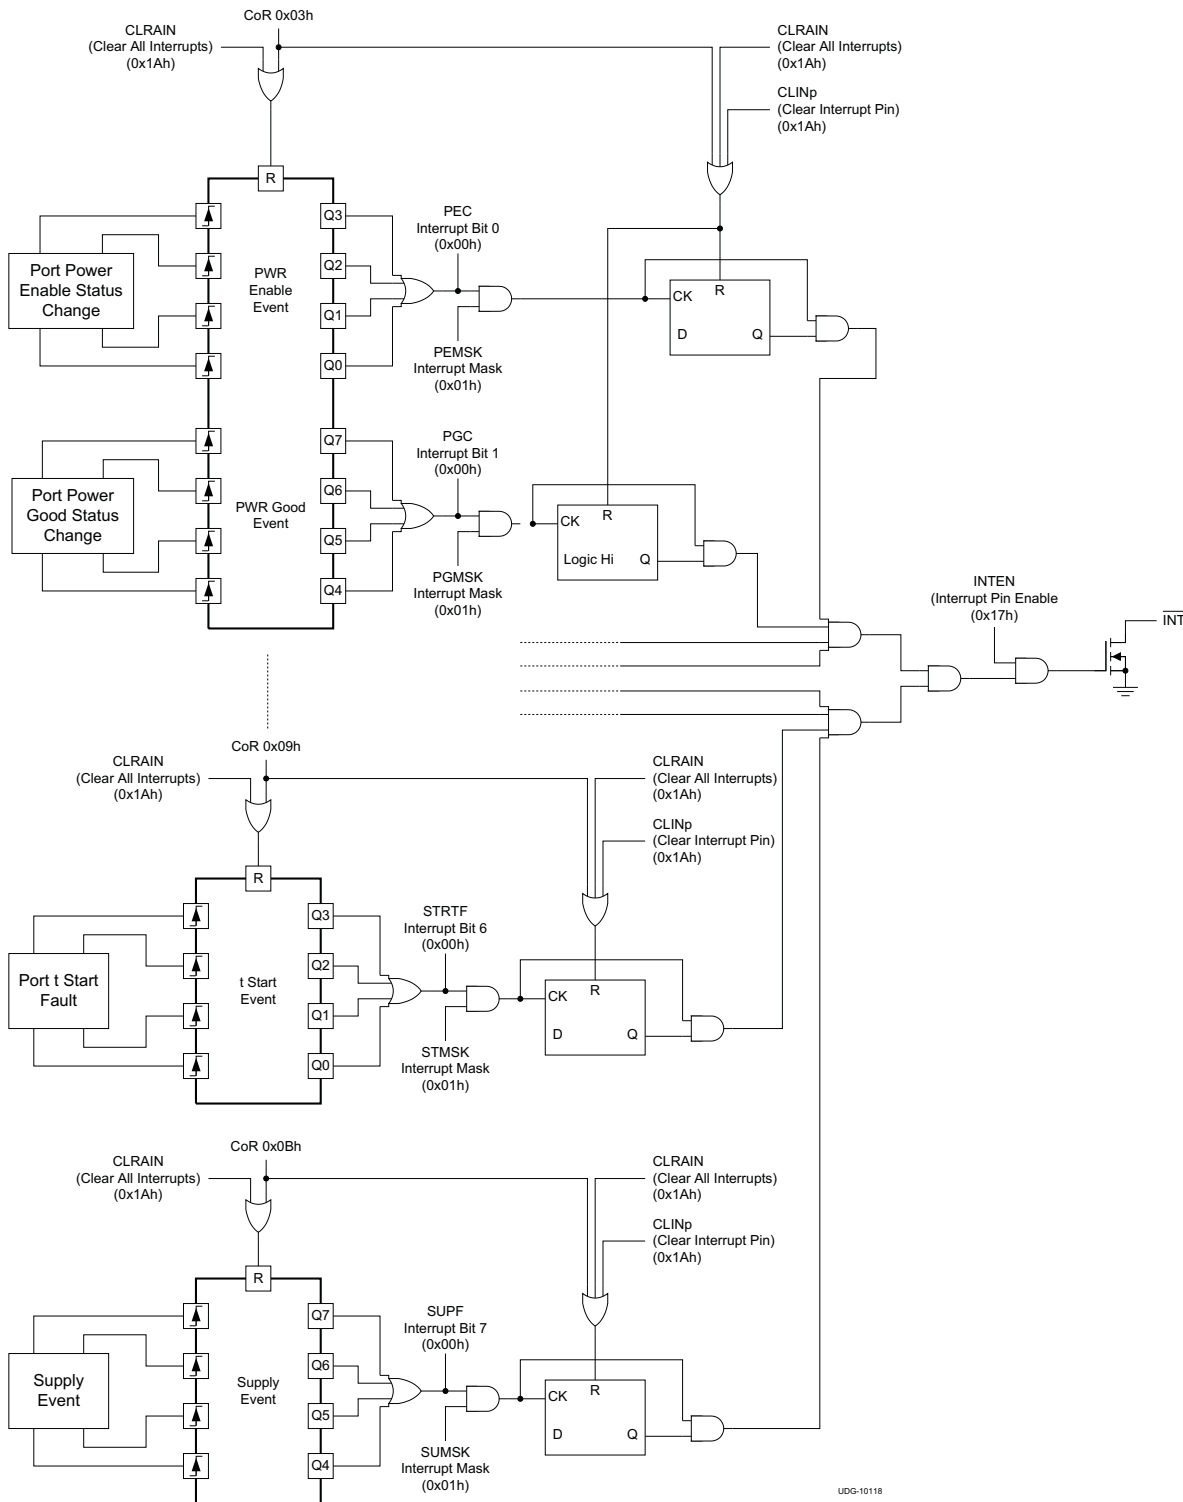 CoR 0x03h
CLRAIN
(Clear All Interrupts)
(0x1Ah)
CLRAIN
(Clear All Interrupts)
(0x1Ah)
CLINp
(Clear Interrupt Pin)
(0x1Ah)
R
Port Power
Enable Status
Change
PWR
Enable
Event
Q3
Q2
Q1
Q0
PEC
Interrupt Bit 0
(0x00h)
PEMSK
Interrupt Mask
(0x01h)
CK
R
D
Q
Port Power
Good Status
Change
PWR Good
Event
Q7
Q6
Q5
Q4
PGC
Interrupt Bit 1
(0x00h)
PGMSK
Interrupt Mask
(0x01h)
CK
R
Logic Hi
Q
INTEN
(Interrupt Pin Enable
(0x17h)
INT
CoR 0x09h
CLRAIN
(Clear All Interrupts)
(0x1Ah)
CLRAIN
(Clear All Interrupts)
(0x1Ah)
CLINp
(Clear Interrupt Pin)
(0x1Ah)
R
Port t Start
Fault
t Start
Event
Q3
Q2
Q1
Q0
STRTF
Interrupt Bit 6
(0x00h)
STMSK
Interrupt Mask
(0x01h)
CK
R
D
Q
CoR 0x0Bh
CLRAIN
(Clear All Interrupts)
(0x1Ah)
CLRAIN
(Clear All Interrupts)
(0x1Ah)
CLINp
(Clear Interrupt Pin)
(0x1Ah)
R
Supply
Event
Supply
Event
Q7
Q6
Q5
Q4
SUPF
Interrupt Bit 7
(0x00h)
SUMSK
Interrupt Mask
(0x01h)
CK
R
D
Q
UDG-10118